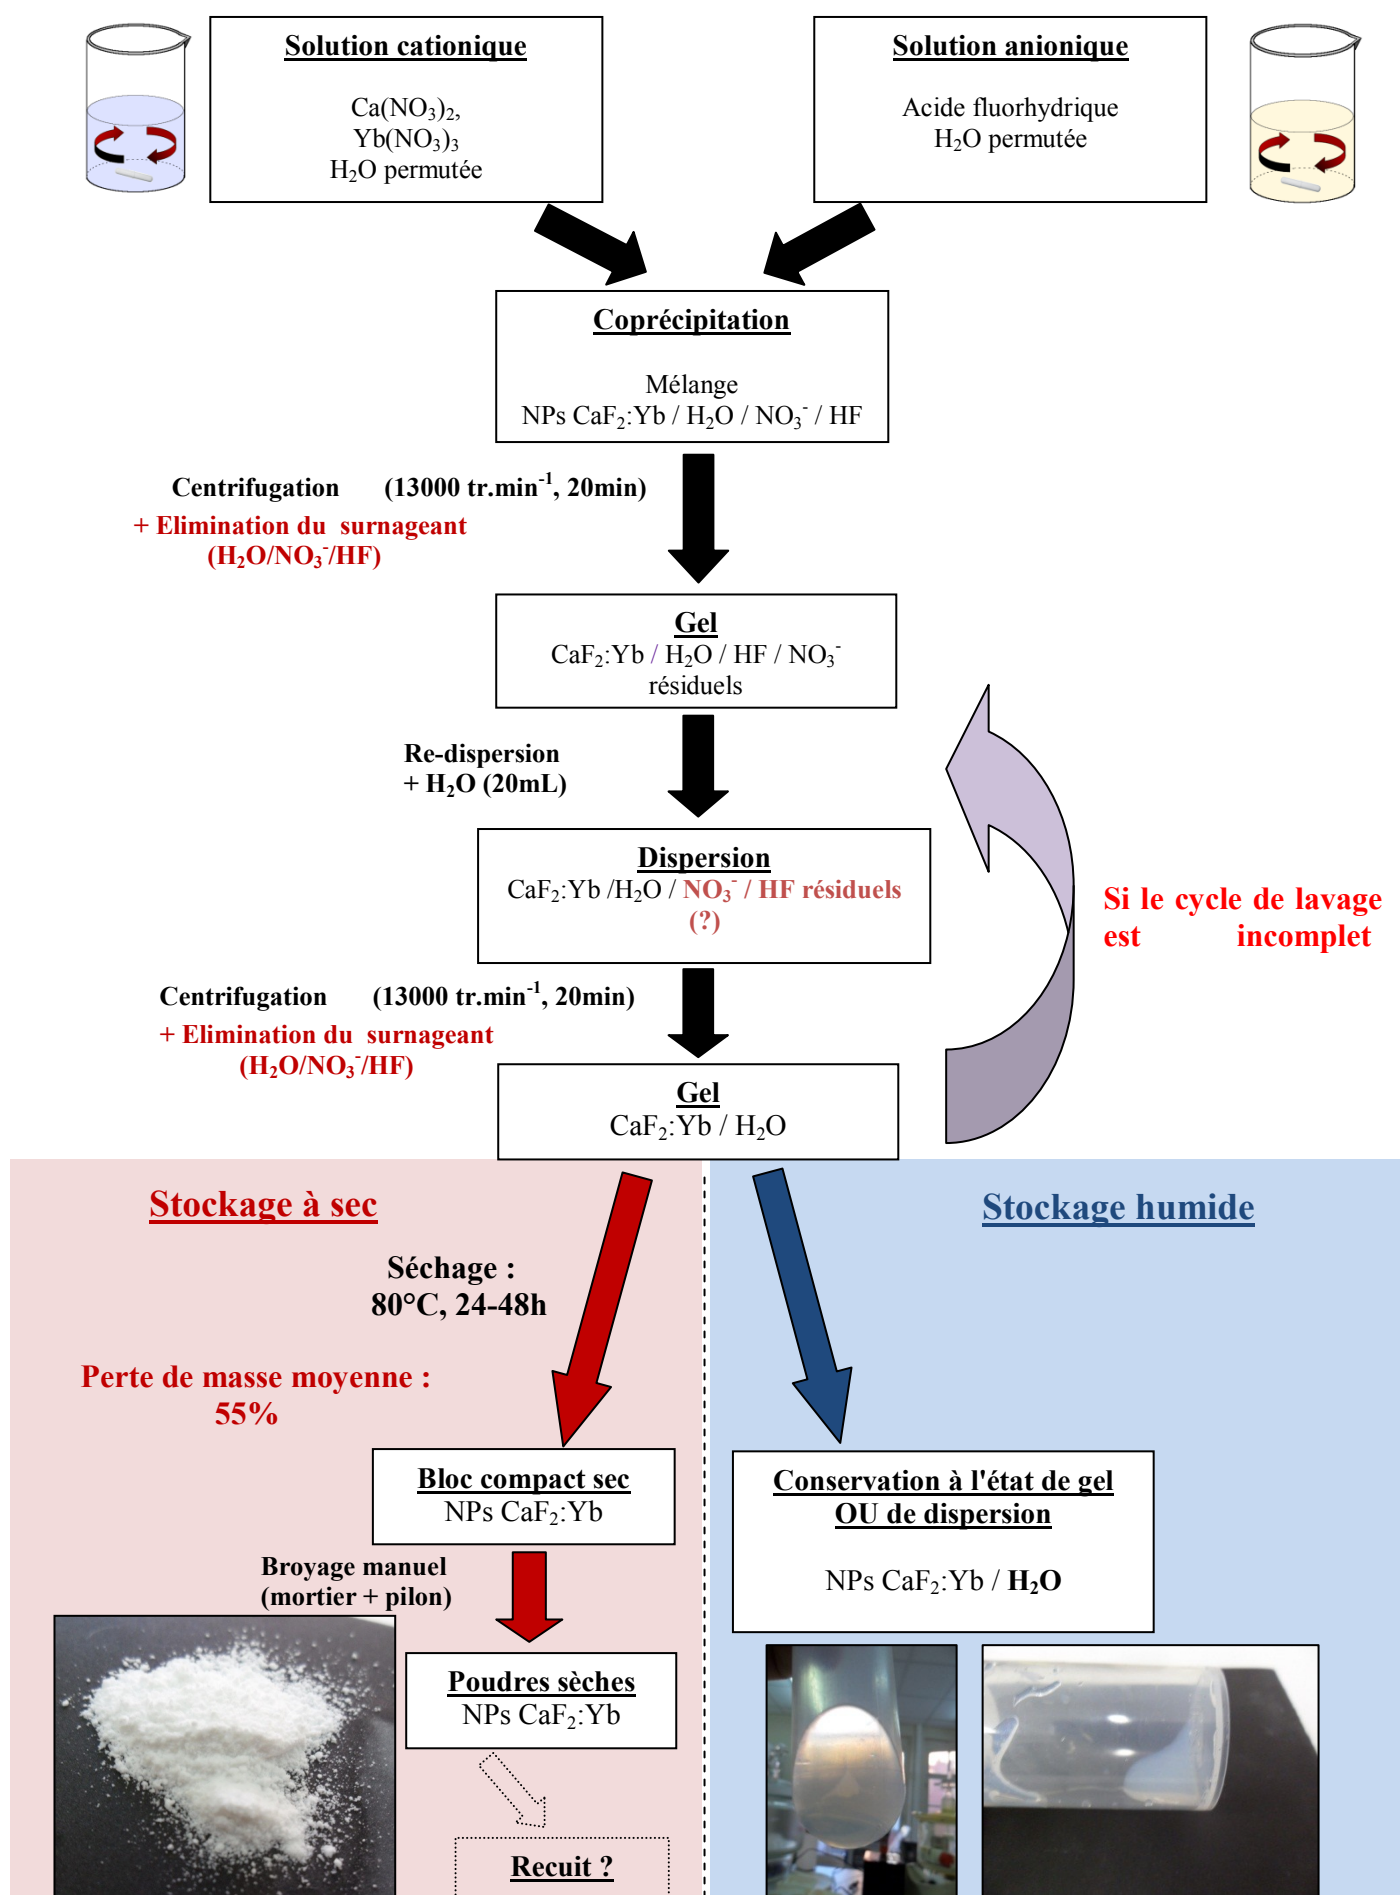 Solution cationique
Ca(NO₃)₂,
Yb(NO₃)₃
H₂O permutée
Solution anionique
Acide fluorhydrique
H₂O permutée
Coprécipitation
Mélange
NPs CaF₂:Yb / H₂O / NO₃⁻ / HF
Centrifugation (13000 tr.min⁻¹, 20min)
+ Elimination du surnageant
(H₂O/NO₃⁻/HF)
Gel
CaF₂:Yb / H₂O / HF / NO₃⁻
résiduels
Re-dispersion
+ H₂O (20mL)
Dispersion
CaF₂:Yb /H₂O / NO₃⁻ / HF résiduels
(?)
Si le cycle de lavage
est incomplet
Centrifugation (13000 tr.min⁻¹, 20min)
+ Elimination du surnageant
(H₂O/NO₃⁻/HF)
Gel
CaF₂:Yb / H₂O
Stockage à sec
Séchage :
80°C, 24-48h
Perte de masse moyenne :
55%
Bloc compact sec
NPs CaF₂:Yb
Broyage manuel
(mortier + pilon)
Poudres sèches
NPs CaF₂:Yb
Recuit ?
Stockage humide
Conservation à l'état de gel
OU de dispersion
NPs CaF₂:Yb / H₂O